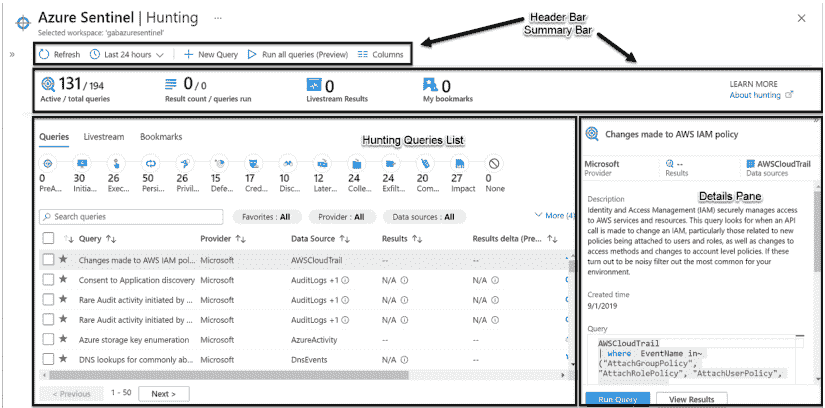 Azure Sentinel | Hunting ...
Selected workspace: 'gabazuresentinel'
Header Bar
Summary Bar
Refresh Last 24 hours New Query Run all queries (Preview) Columns
131 / 194
Active / total queries
0 / 0
Result count / queries run
0
Livestream Results
0
My bookmarks
LEARN MORE
About hunting
Queries Livestream Bookmarks
Hunting Queries List
0 30 26 50 26 15 17 10 12 24 24 20 27 0
PreA... Initia... Exec... Persi... Privil... Defe... Cred... Disc... Later... Colle... Exfilt... Com... Impact None
Search queries Favorites : All Provider : All Data sources : All More (4)
Query Provider Data Source Results Results delta (Pre...
Changes made to AWS IAM pol... Microsoft AWSCloudTrail -- --
Consent to Application discovery Microsoft AuditLogs +1 N/A N/A
Rare Audit activity initiated by ... Microsoft AuditLogs +1 N/A N/A
Rare Audit activity initiated by ... Microsoft AuditLogs +1 N/A N/A
Azure storage key enumeration Microsoft AzureActivity -- --
DNS lookups for commonly ab... Microsoft DnsEvents -- --
< Previous 1 - 50 Next >
Changes made to AWS IAM policy
Microsoft
Provider
--
Results
AWSCloudTrail
Data sources
Details Pane
Description
Identity and Access Management (IAM) securely manages access
to AWS services and resources. This query looks for when an API
call is made to change an IAM, particularly those related to new
policies being attached to users and roles, as well as changes to
access methods and changes to account level policies. If these
turn out to be noisy filter out the most common for your
environment.
Created time
9/1/2019
Query
AWSCloudTrail
| where EventName in~
("AttachGroupPolicy",
"AttachRolePolicy", "AttachUserPolicy",
Run Query View Results